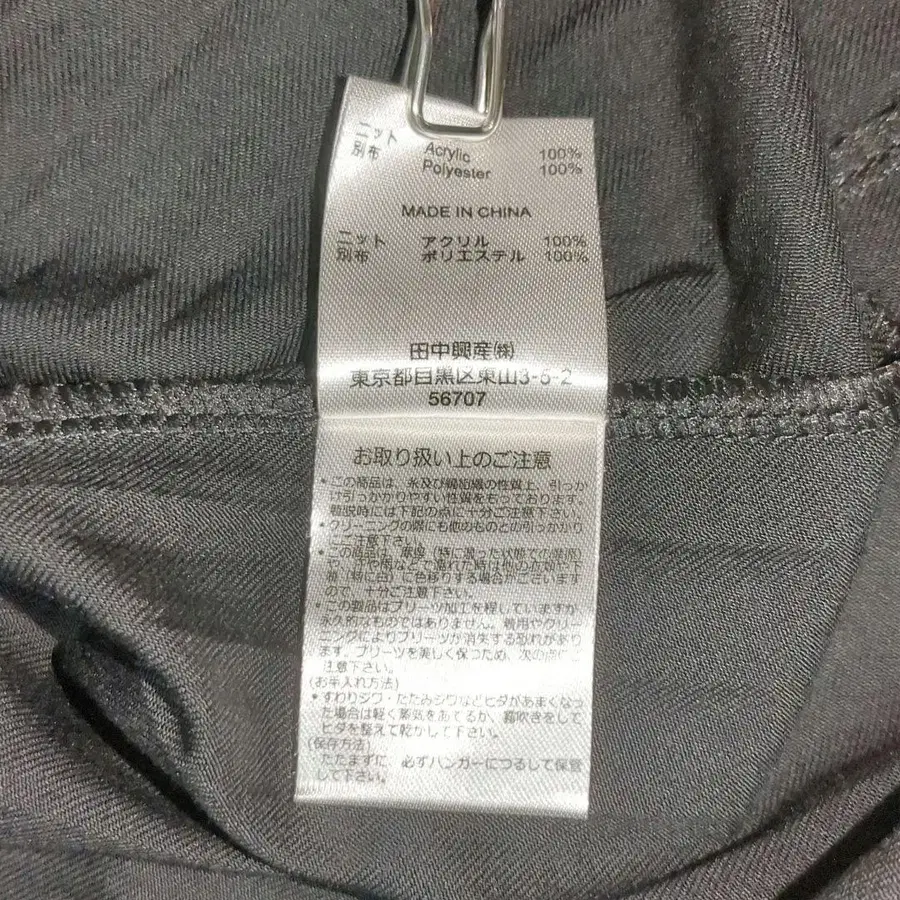 ニット Acrylic 100%
別布 Polyester 100%
MADE IN CHINA
ニット アクリル 100%
別布 ポリエステル 100%
田中興産㈱
東京都目黒区東山3-5-2
56707
お取り扱い上のご注意
・この商品は、糸及び編組織の性質上、引っか
け引っかかりやすい性質をもっております。
着脱時には下記の点に十分ご注意下さい。
・クリーニングの際にも他のものとの引っかかり
にご注意下さい。
・この商品は、摩擦（特に湿った状態での摩擦）
や、汗や雨などで濡れた時は他の衣類や下
着（特に白）に色移りする場合がございます
ので、十分ご注意下さい。
・この製品はプリーツ加工を程していますが、
永久的なものではありません。着用やクリー
ニングによりプリーツが消失する恐れがあり
ます。プリーツを美しく保つため、次の点にご
注意下さい。
(お手入れ方法)
・すわりジワ・たたみジワなどヒダがあまくなっ
た場合は軽く蒸気をあてるか、霧吹きをして
ヒダを整えて乾かして下さい。
(保存方法)
たたまずに、必ずハンガーにつるして保管
して下さい。